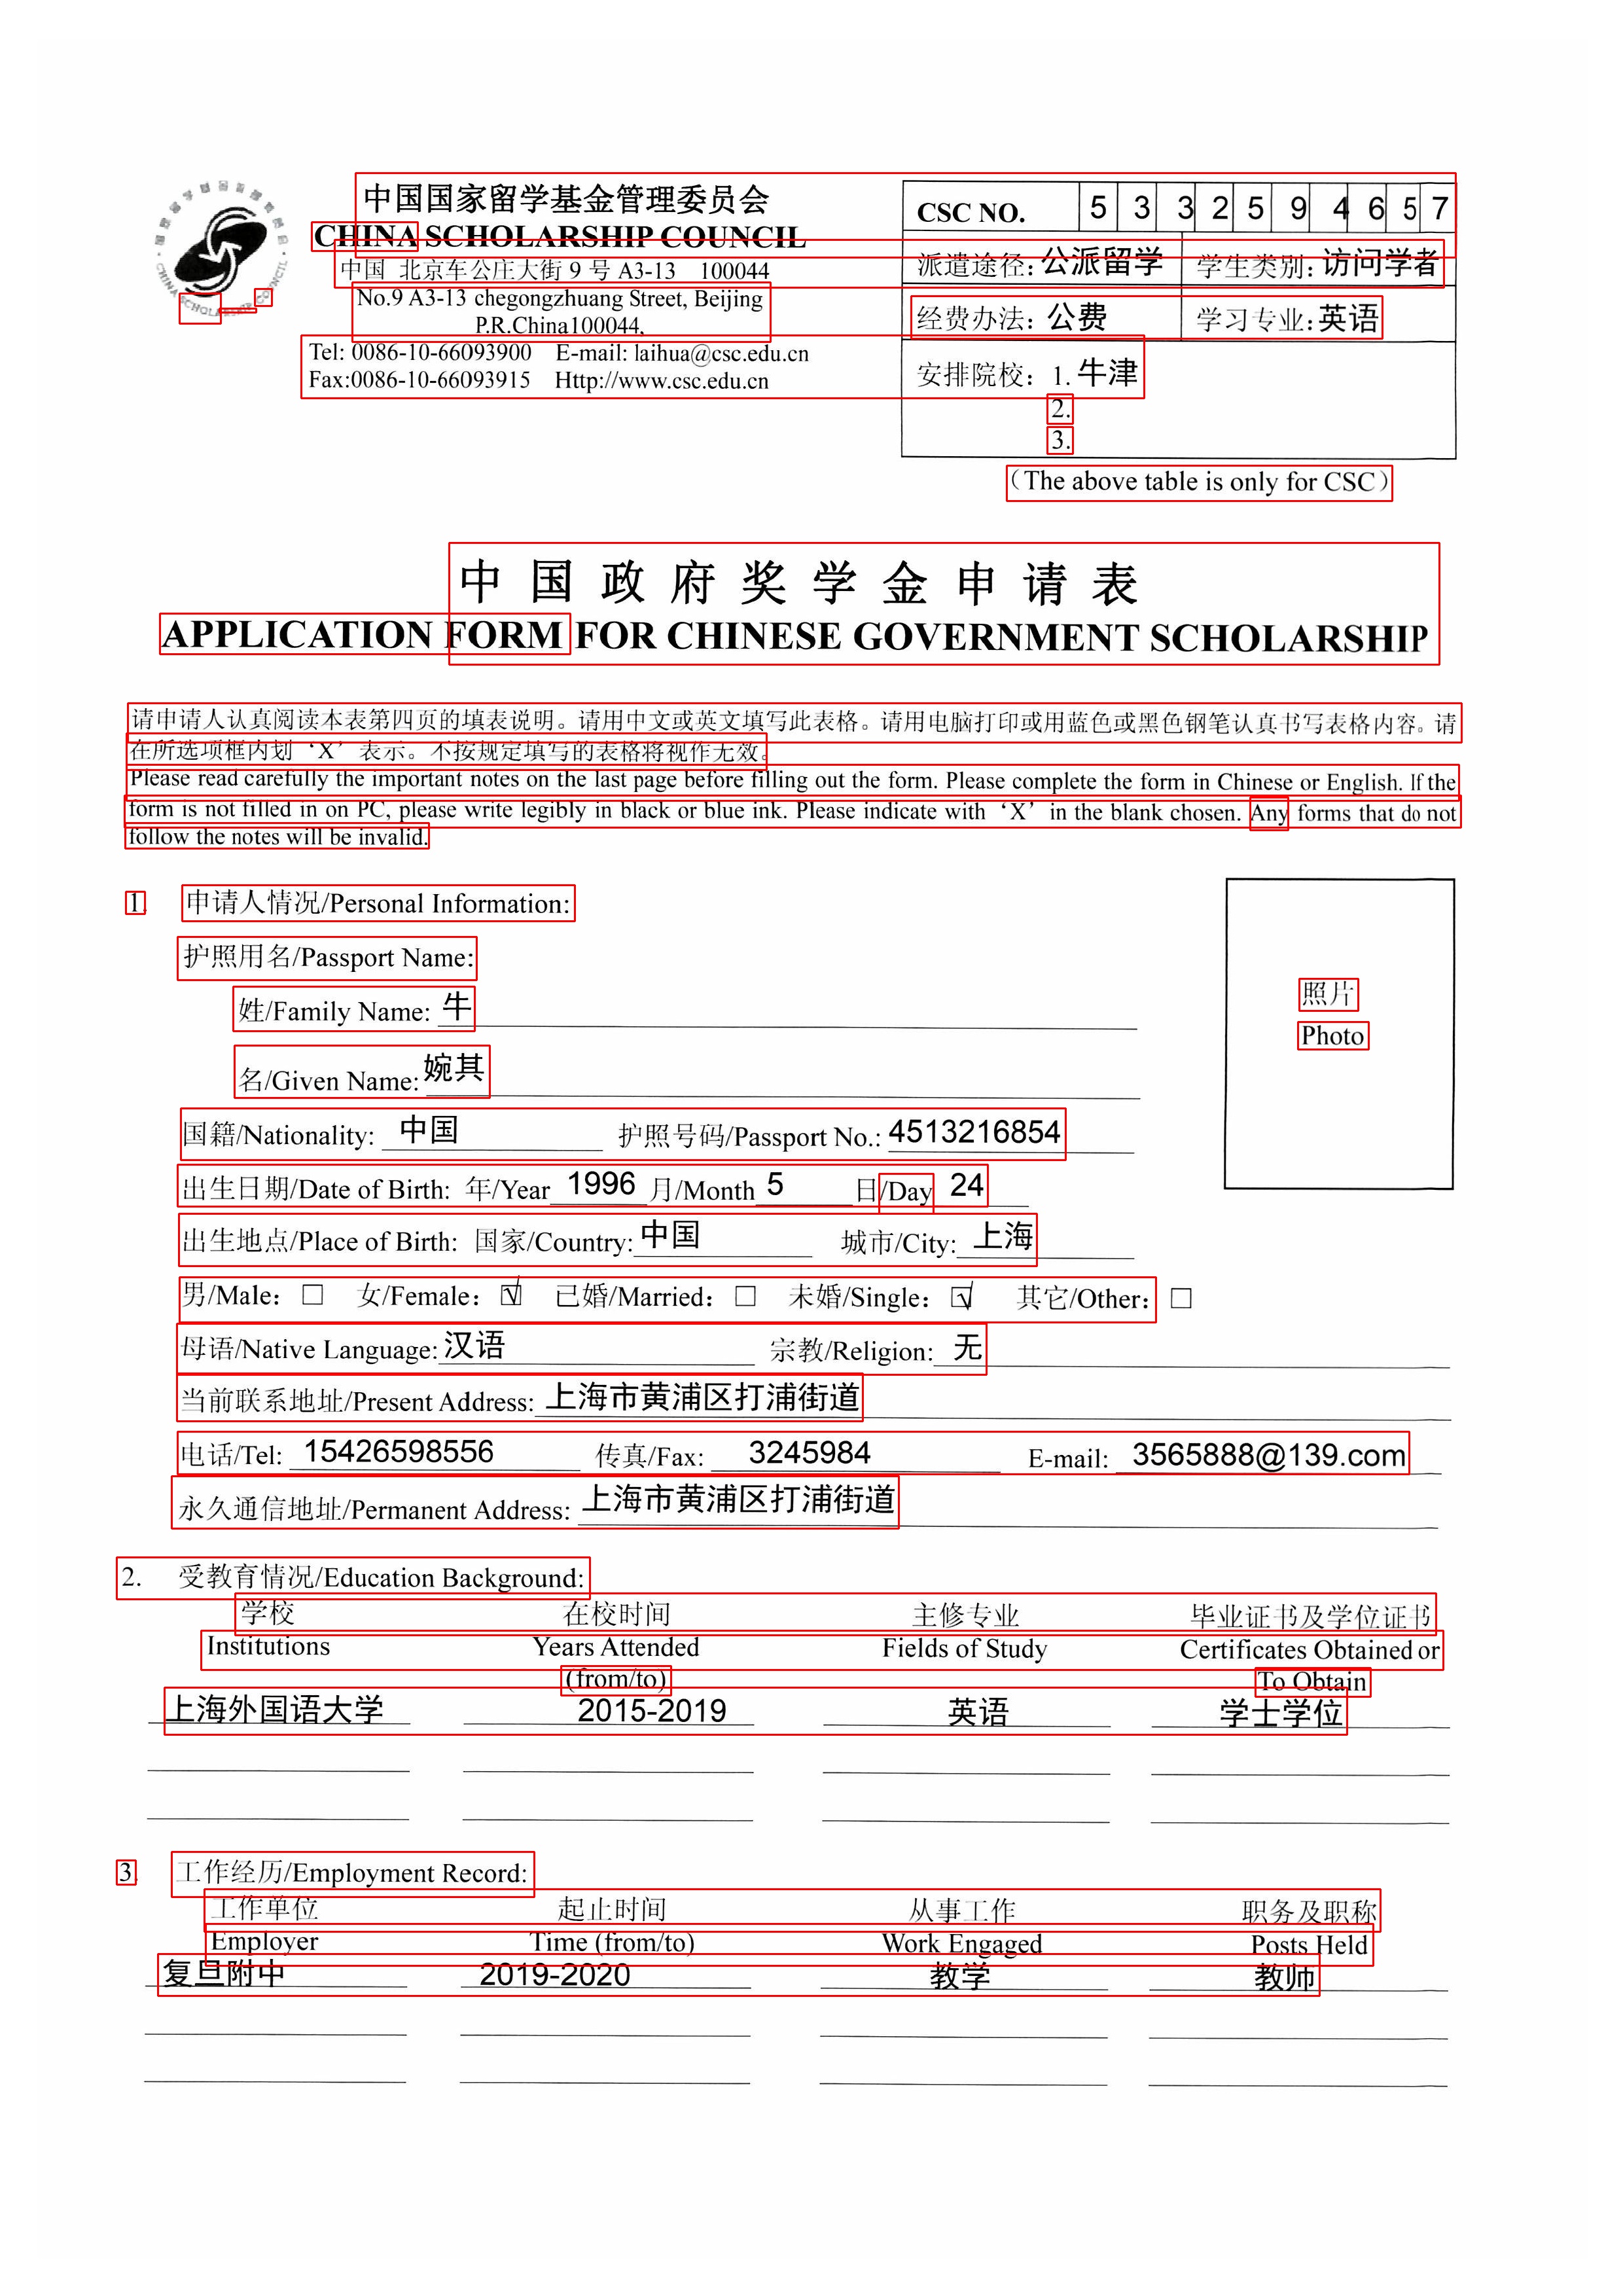 中国国家留学基金管理委员会
CHINA SCHOLARSHIP COUNCIL
中国 北京车公庄大街 9 号 A3-13 100044
No.9 A3-13 chegongzhuang Street, Beijing
P.R.China100044,
Tel: 0086-10-66093900 E-mail: laihua@csc.edu.cn
Fax:0086-10-66093915 Http://www.csc.edu.cn
CSC NO. 5 3 3 2 5 9 4 6 5 7
派遣途径: 公派留学 学生类别: 访问学者
经费办法: 公费 学习专业: 英语
安排院校: 1. 牛津
2.
3.
（The above table is only for CSC）
中国政府奖学金申请表
APPLICATION FORM FOR CHINESE GOVERNMENT SCHOLARSHIP
请申请人认真阅读本表第四页的填表说明。请用中文或英文填写此表格。请用电脑打印或用蓝色或黑色钢笔认真书写表格内容。请
在所选项框内划‘X’表示。不按规定填写的表格将视作无效。
Please read carefully the important notes on the last page before filling out the form. Please complete the form in Chinese or English. If the
form is not filled in on PC, please write legibly in black or blue ink. Please indicate with ‘X’ in the blank chosen. Any forms that do not
follow the notes will be invalid.
1. 申请人情况/Personal Information:
照片
Photo
护照用名/Passport Name:
姓/Family Name: 牛
名/Given Name: 婉其
国籍/Nationality: 中国 护照号码/Passport No.: 4513216854
出生日期/Date of Birth: 年/Year 1996 月/Month 5 日/Day 24
出生地点/Place of Birth: 国家/Country: 中国 城市/City: 上海
男/Male: □ 女/Female: ☑ 已婚/Married: □ 未婚/Single: ☑ 其它/Other: □
母语/Native Language: 汉语 宗教/Religion: 无
当前联系地址/Present Address: 上海市黄浦区打浦街道
电话/Tel: 15426598556 传真/Fax: 3245984 E-mail: 3565888@139.com
永久通信地址/Permanent Address: 上海市黄浦区打浦街道
2. 受教育情况/Education Background:
学校 在校时间 主修专业 毕业证书及学位证书
Institutions Years Attended Fields of Study Certificates Obtained or
(from/to) To Obtain
上海外国语大学 2015-2019 英语 学士学位
3. 工作经历/Employment Record:
工作单位 起止时间 从事工作 职务及职称
Employer Time (from/to) Work Engaged Posts Held
复旦附中 2019-2020 教学 教师